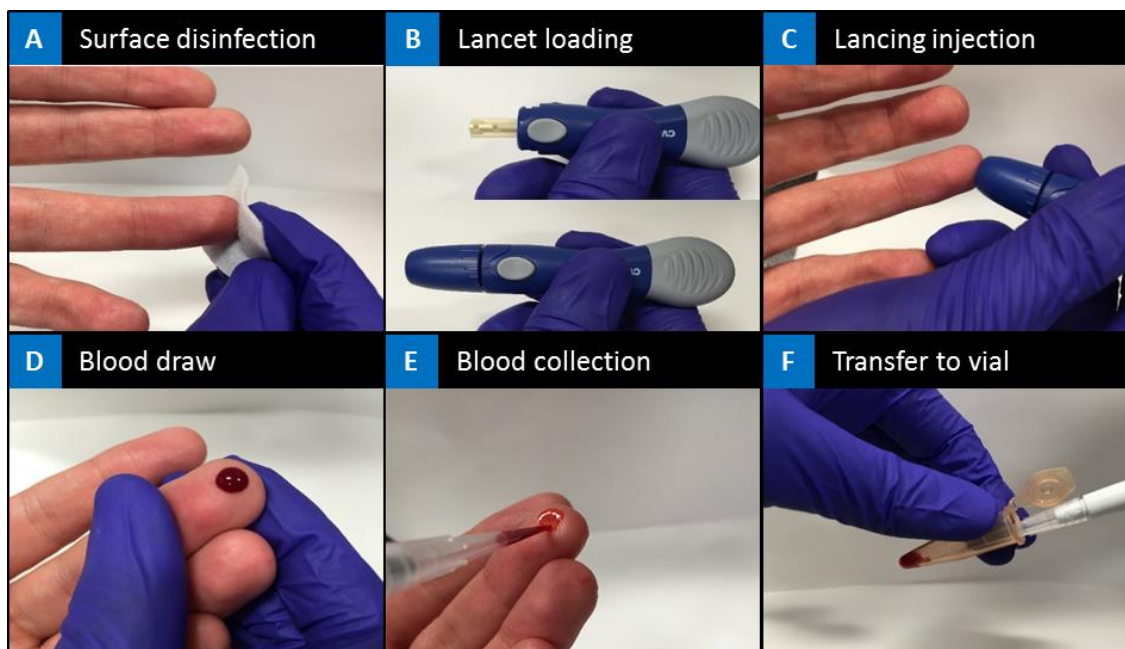 A Surface disinfection
B Lancet loading
C Lancing injection
D Blood draw
E Blood collection
F Transfer to vial